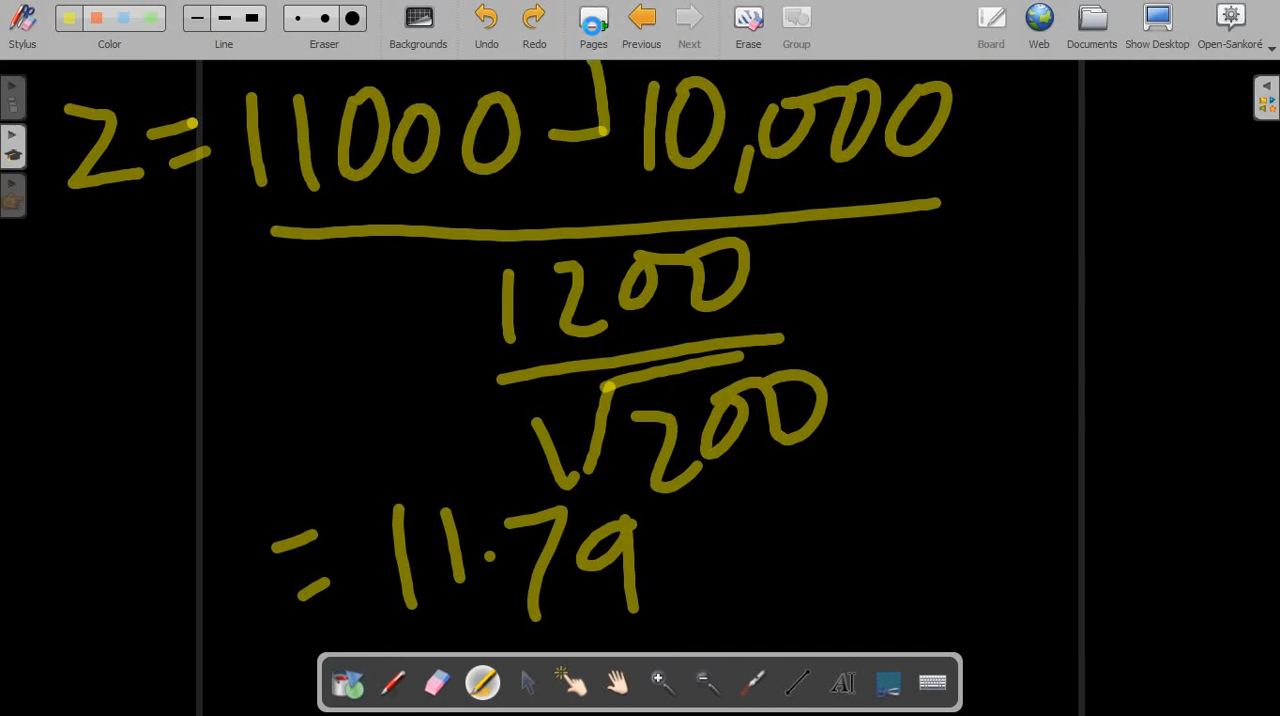 Stylus Color Line Eraser Backgrounds Undo Redo Pages Previous Next Erase Group Board Web Documents Show Desktop Open-Sankoré
Z = 11000 - 10,000
1200
√200
= 11.79
AI